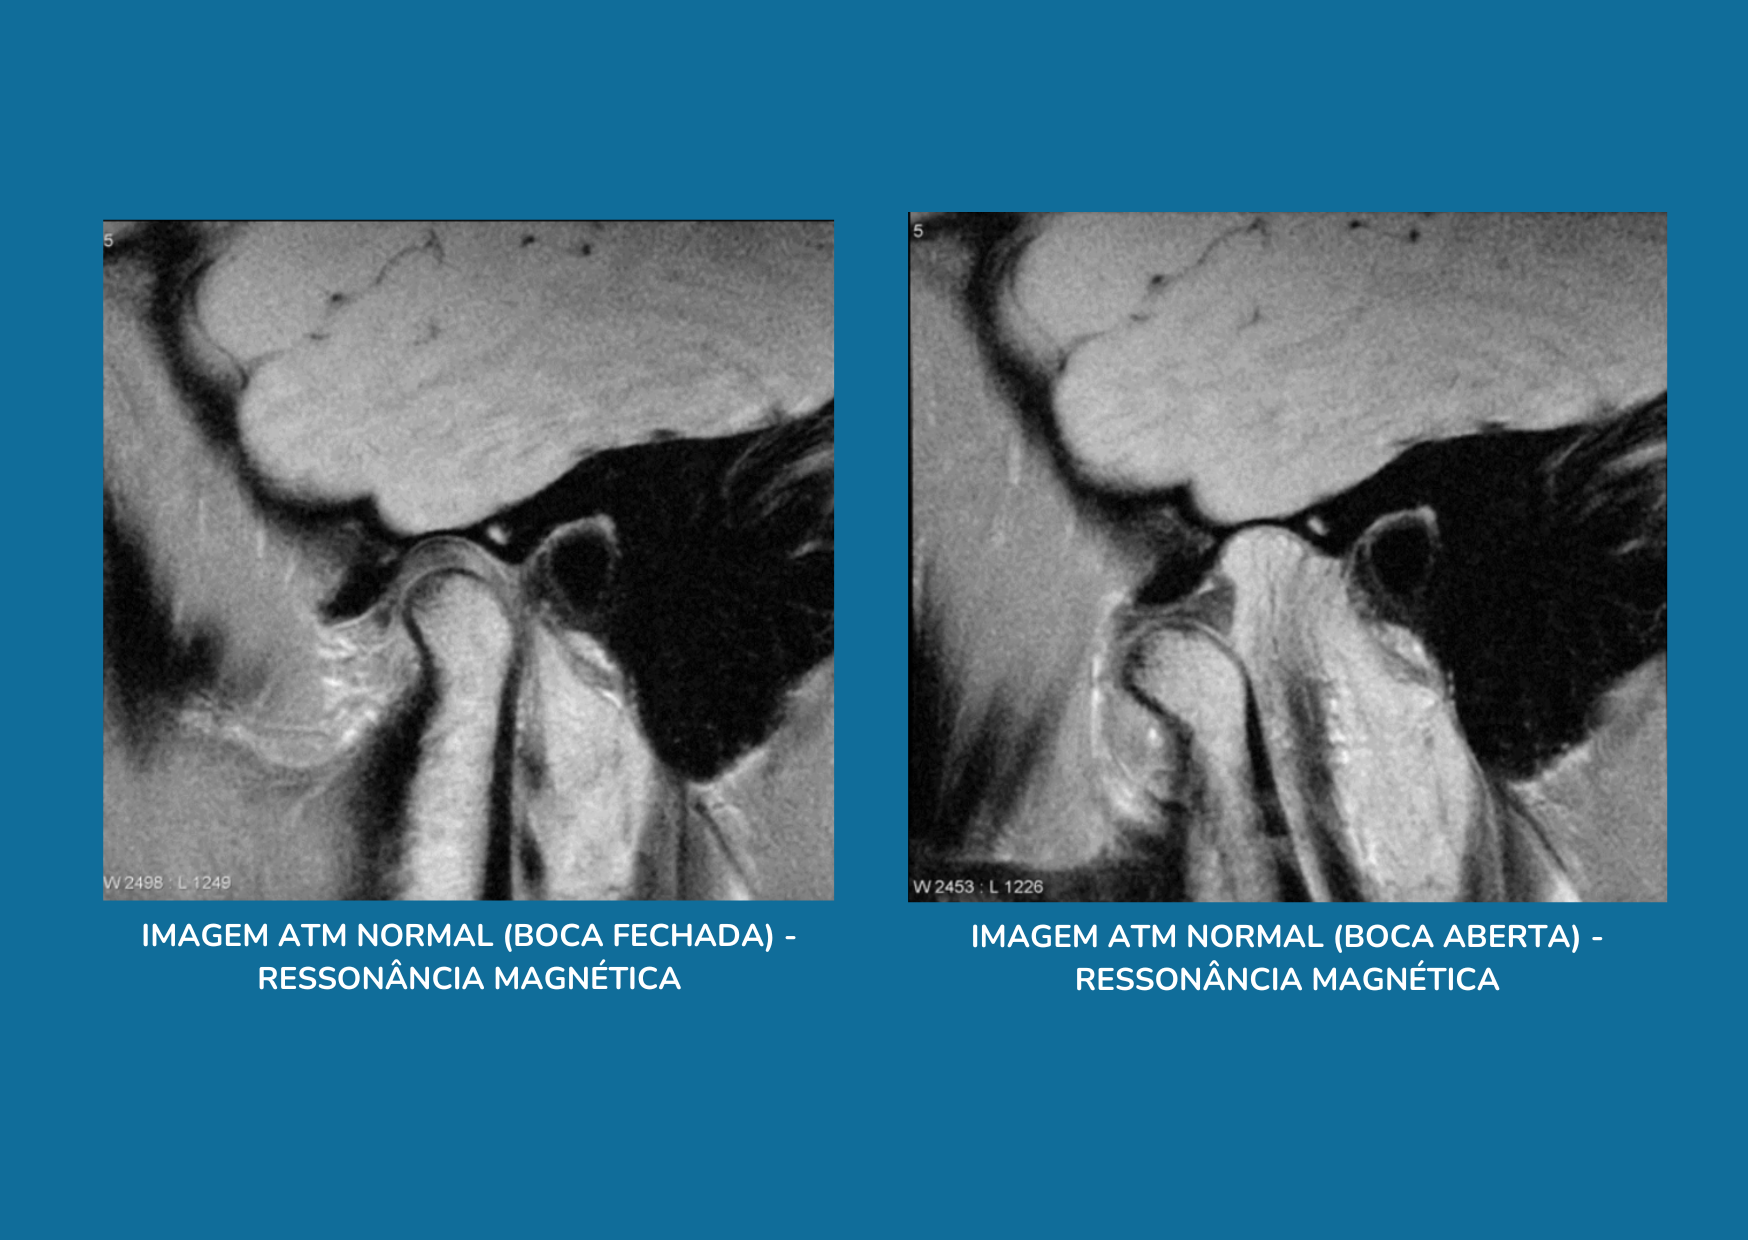 5
W 2498 : L 1249
IMAGEM ATM NORMAL (BOCA FECHADA) -
RESSONÂNCIA MAGNÉTICA
5
W 2453 : L 1226
IMAGEM ATM NORMAL (BOCA ABERTA) -
RESSONÂNCIA MAGNÉTICA